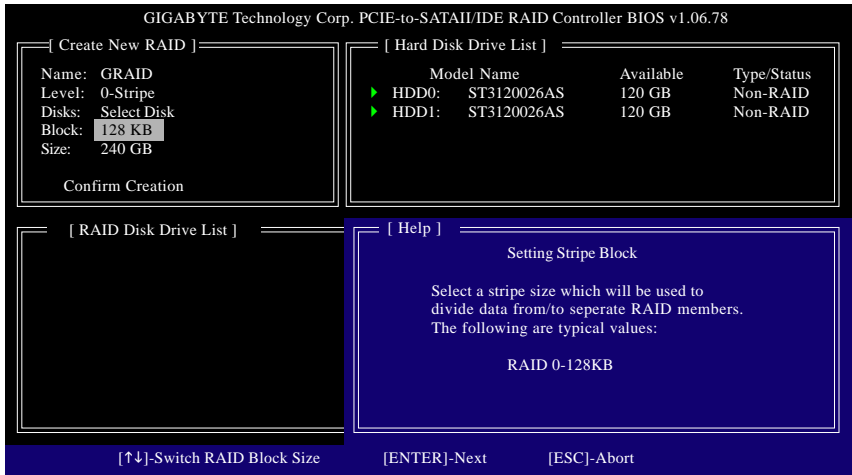 GIGABYTE Technology Corp. PCIE-to-SATAII/IDE RAID Controller BIOS v1.06.78
[ Create New RAID ]
Name: GRAID
Level: 0-Stripe
Disks: Select Disk
Block: 128 KB
Size: 240 GB
Confirm Creation
[ Hard Disk Drive List ]
Model Name Available Type/Status
HDD0: ST3120026AS 120 GB Non-RAID
HDD1: ST3120026AS 120 GB Non-RAID
[ RAID Disk Drive List ]
[ Help ]
Setting Stripe Block
Select a stripe size which will be used to
divide data from/to seperate RAID members.
The following are typical values:
RAID 0-128KB
[↑↓]-Switch RAID Block Size [ENTER]-Next [ESC]-Abort